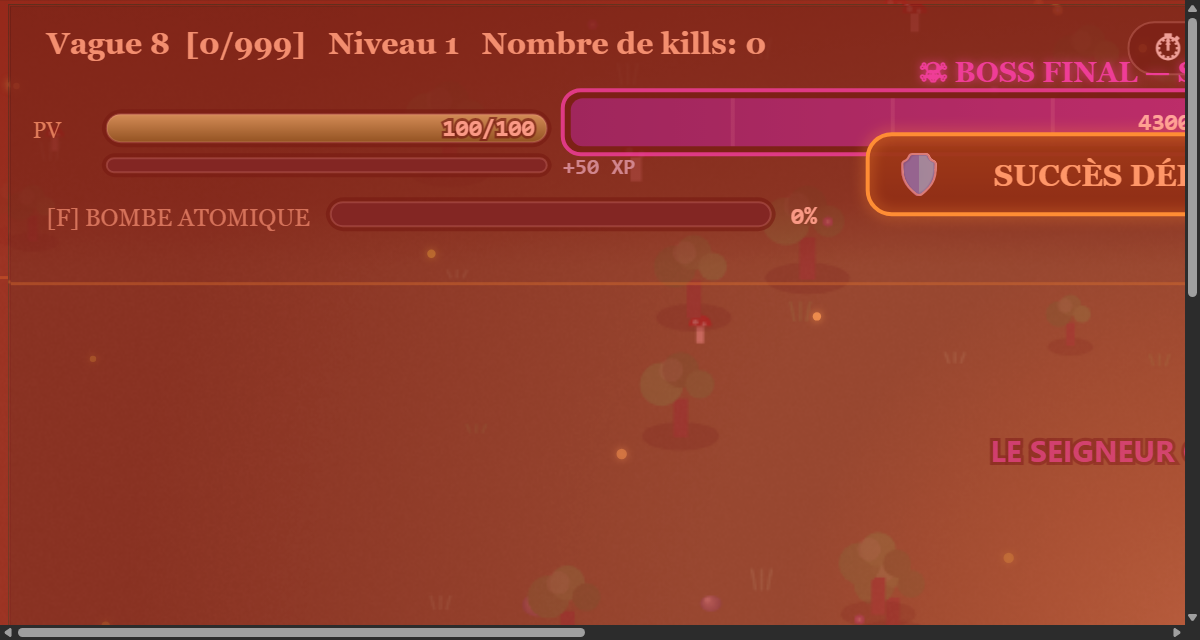 Vague 8 [0/999] Niveau 1 Nombre de kills: 0
BOSS FINAL —
PV 100/100
4300
+50 XP
SUCCÈS
[F] BOMBE ATOMIQUE 0%
LE SEIGNEUR